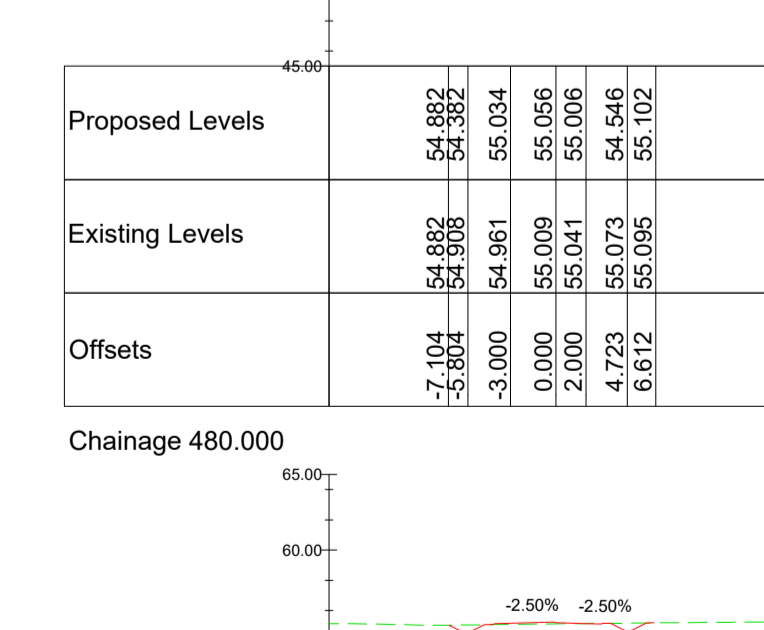 45.00
Proposed Levels 54.882 54.382 55.034 55.056 55.006 54.546 55.102
Existing Levels 54.882 54.908 54.961 55.009 55.041 55.073 55.095
Offsets -7.104 -5.804 -3.000 0.000 2.000 4.723 6.612
Chainage 480.000
65.00
60.00
-2.50% -2.50%